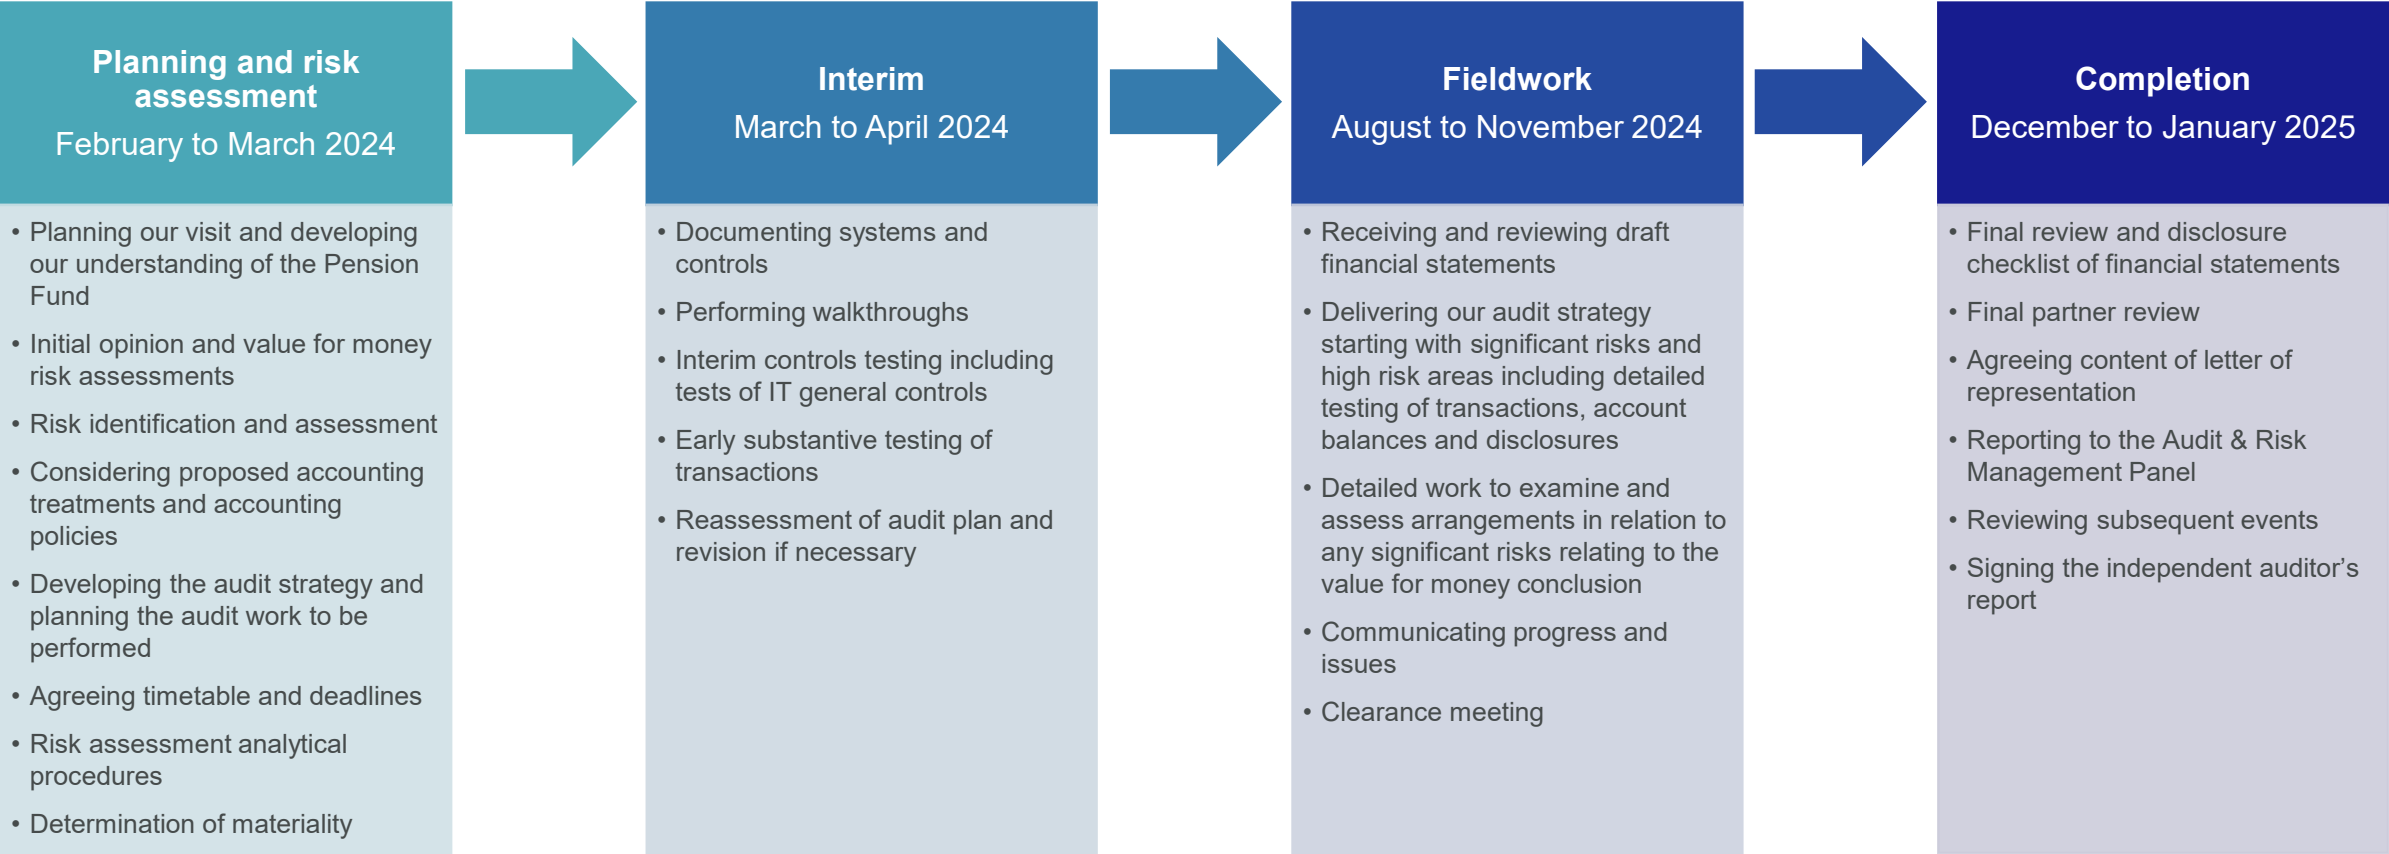 Planning and risk
assessment
February to March 2024
• Planning our visit and developing
our understanding of the Pension
Fund
• Initial opinion and value for money
risk assessments
• Risk identification and assessment
• Considering proposed accounting
treatments and accounting
policies
• Developing the audit strategy and
planning the audit work to be
performed
• Agreeing timetable and deadlines
• Risk assessment analytical
procedures
• Determination of materiality
Interim
March to April 2024
• Documenting systems and
controls
• Performing walkthroughs
• Interim controls testing including
tests of IT general controls
• Early substantive testing of
transactions
• Reassessment of audit plan and
revision if necessary
Fieldwork
August to November 2024
• Receiving and reviewing draft
financial statements
• Delivering our audit strategy
starting with significant risks and
high risk areas including detailed
testing of transactions, account
balances and disclosures
• Detailed work to examine and
assess arrangements in relation to
any significant risks relating to the
value for money conclusion
• Communicating progress and
issues
• Clearance meeting
Completion
December to January 2025
• Final review and disclosure
checklist of financial statements
• Final partner review
• Agreeing content of letter of
representation
• Reporting to the Audit & Risk
Management Panel
• Reviewing subsequent events
• Signing the independent auditor’s
report